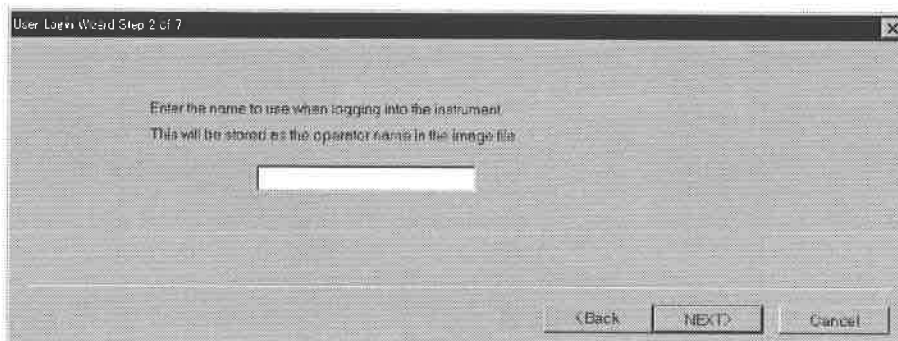 User Login Wizard Step 2 of 7
Enter the name to use when logging into the instrument
This will be stored as the operator name in the image file
<Back NEXT> Cancel